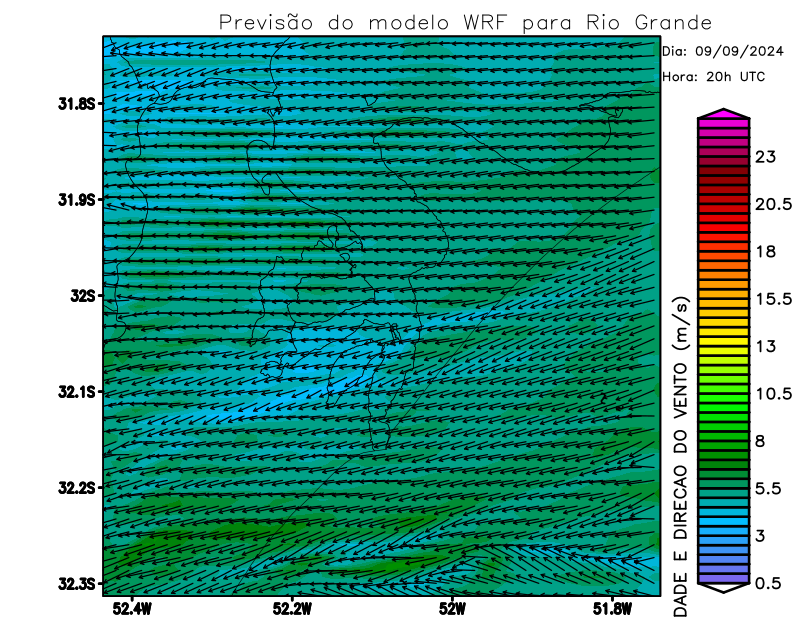 Previsão do modelo WRF para Rio Grande
Dia: 09/09/2024
Hora: 20h UTC
31.8S
31.9S
32S
32.1S
32.2S
32.3S
52.4W
52.2W
52W
51.8W
23
20.5
18
15.5
13
10.5
8
5.5
3
0.5
DADE E DIRECAO DO VENTO (m/s)